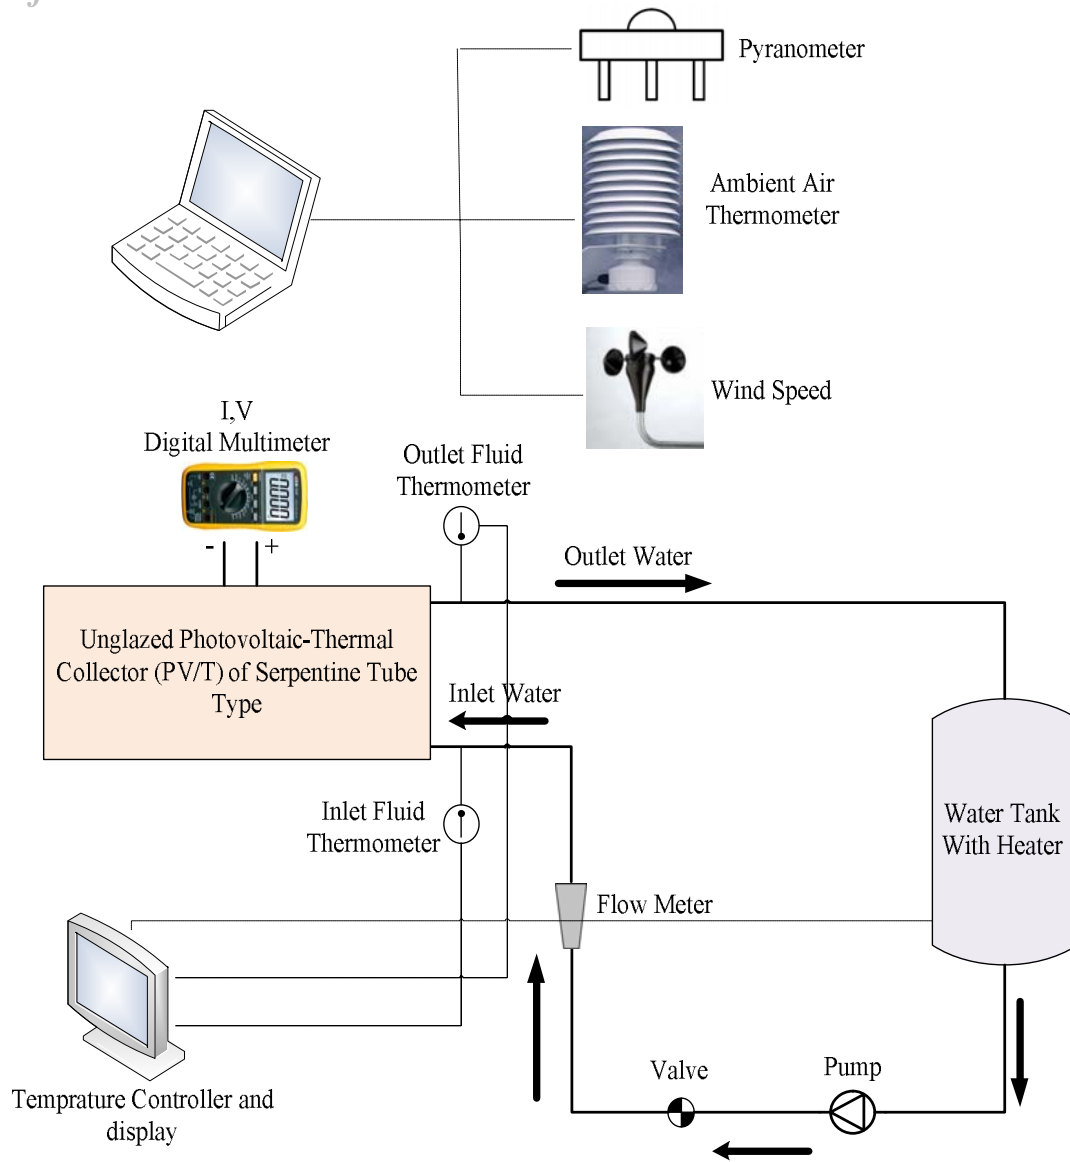 Pyranometer
Ambient Air
Thermometer
Wind Speed
I,V
Digital Multimeter
- +
Outlet Fluid
Thermometer
Outlet Water
Unglazed Photovoltaic-Thermal
Collector (PV/T) of Serpentine Tube
Type
Inlet Water
Inlet Fluid
Thermometer
Water Tank
With Heater
Flow Meter
Valve
Pump
Temprature Controller and
display